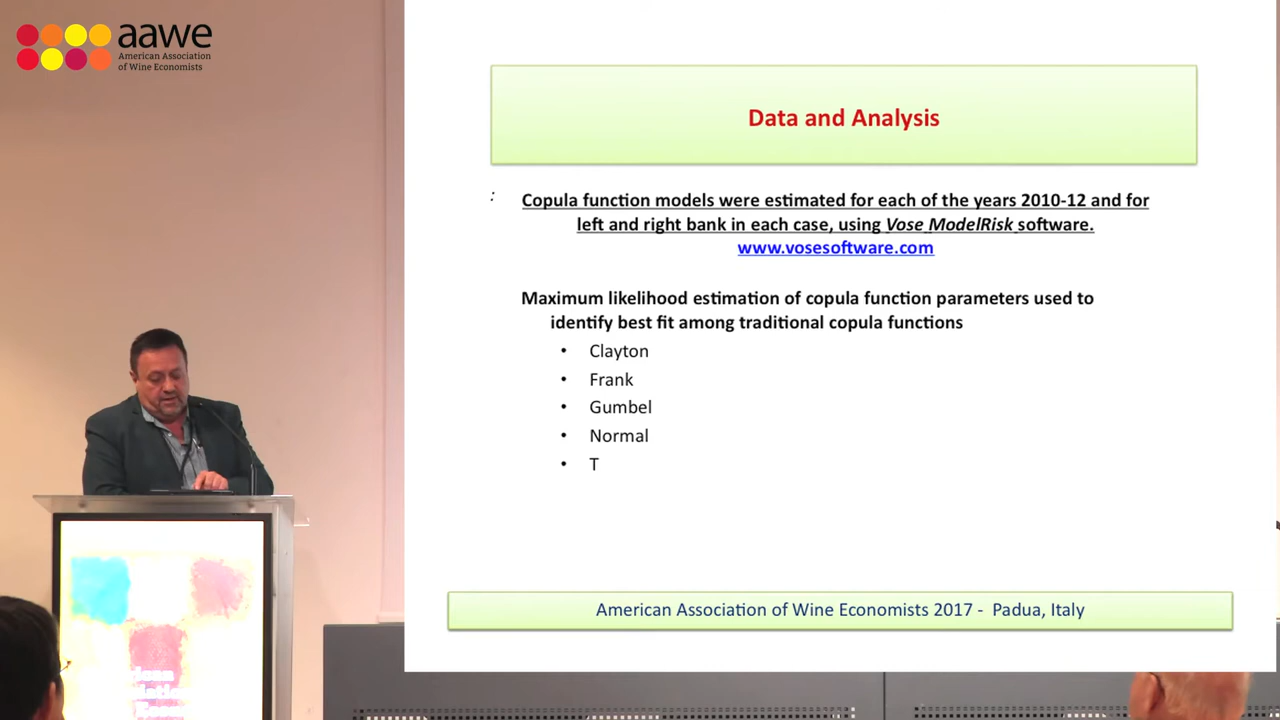 aawe
American Association
of Wine Economists
Data and Analysis
:
Copula function models were estimated for each of the years 2010-12 and for
left and right bank in each case, using Vose ModelRisk software.
www.vosesoftware.com
Maximum likelihood estimation of copula function parameters used to
identify best fit among traditional copula functions
• Clayton
• Frank
• Gumbel
• Normal
• T
American Association of Wine Economists 2017 - Padua, Italy